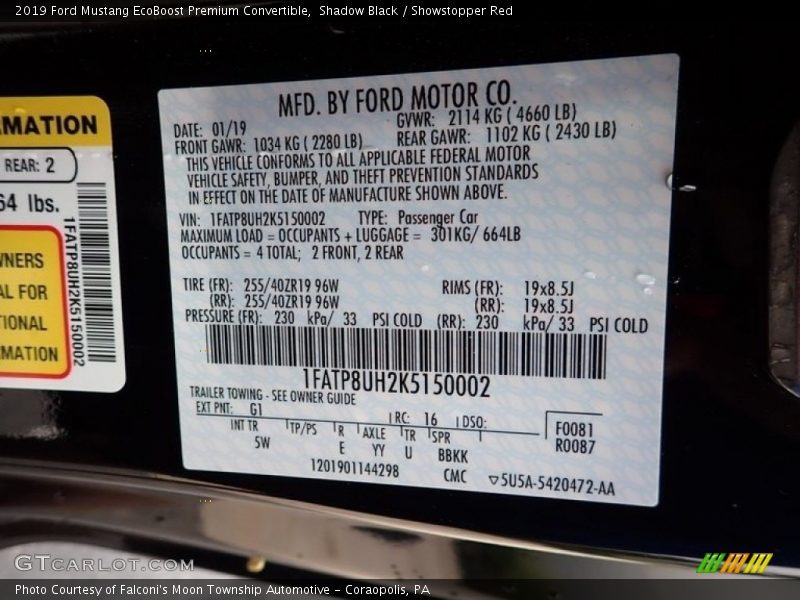 2019 Ford Mustang EcoBoost Premium Convertible,  Shadow Black / Showstopper Red
MATION
REAR: 2
64 lbs.
WNERS
AL FOR
TIONAL
MATION
1FATP8UH2K5150002
MFD. BY FORD MOTOR CO.
DATE: 01/19 GVWR: 2114 KG ( 4660 LB)
FRONT GAWR: 1034 KG ( 2280 LB) REAR GAWR: 1102 KG ( 2430 LB)
THIS VEHICLE CONFORMS TO ALL APPLICABLE FEDERAL MOTOR
VEHICLE SAFETY, BUMPER, AND THEFT PREVENTION STANDARDS
IN EFFECT ON THE DATE OF MANUFACTURE SHOWN ABOVE.
VIN: 1FATP8UH2K5150002 TYPE: Passenger Car
MAXIMUM LOAD = OCCUPANTS + LUGGAGE = 301KG/ 664LB
OCCUPANTS = 4 TOTAL; 2 FRONT, 2 REAR
TIRE (FR): 255/40ZR19 96W RIMS (FR): 19x8.5J
(RR): 255/40ZR19 96W (RR): 19x8.5J
PRESSURE (FR): 230 kPa/ 33 PSI COLD (RR): 230 kPa/ 33 PSI COLD
1FATP8UH2K5150002
TRAILER TOWING - SEE OWNER GUIDE
EXT PNT: G1 RC: 16 DSO:
INT TR TP/PS R AXLE TR SPR
5W E YY U BBKK
F0081
R0087
1201901144298 CMC ▽5U5A-5420472-AA
GTCARLOT.COM
Photo Courtesy of Falconi's Moon Township Automotive - Coraopolis, PA